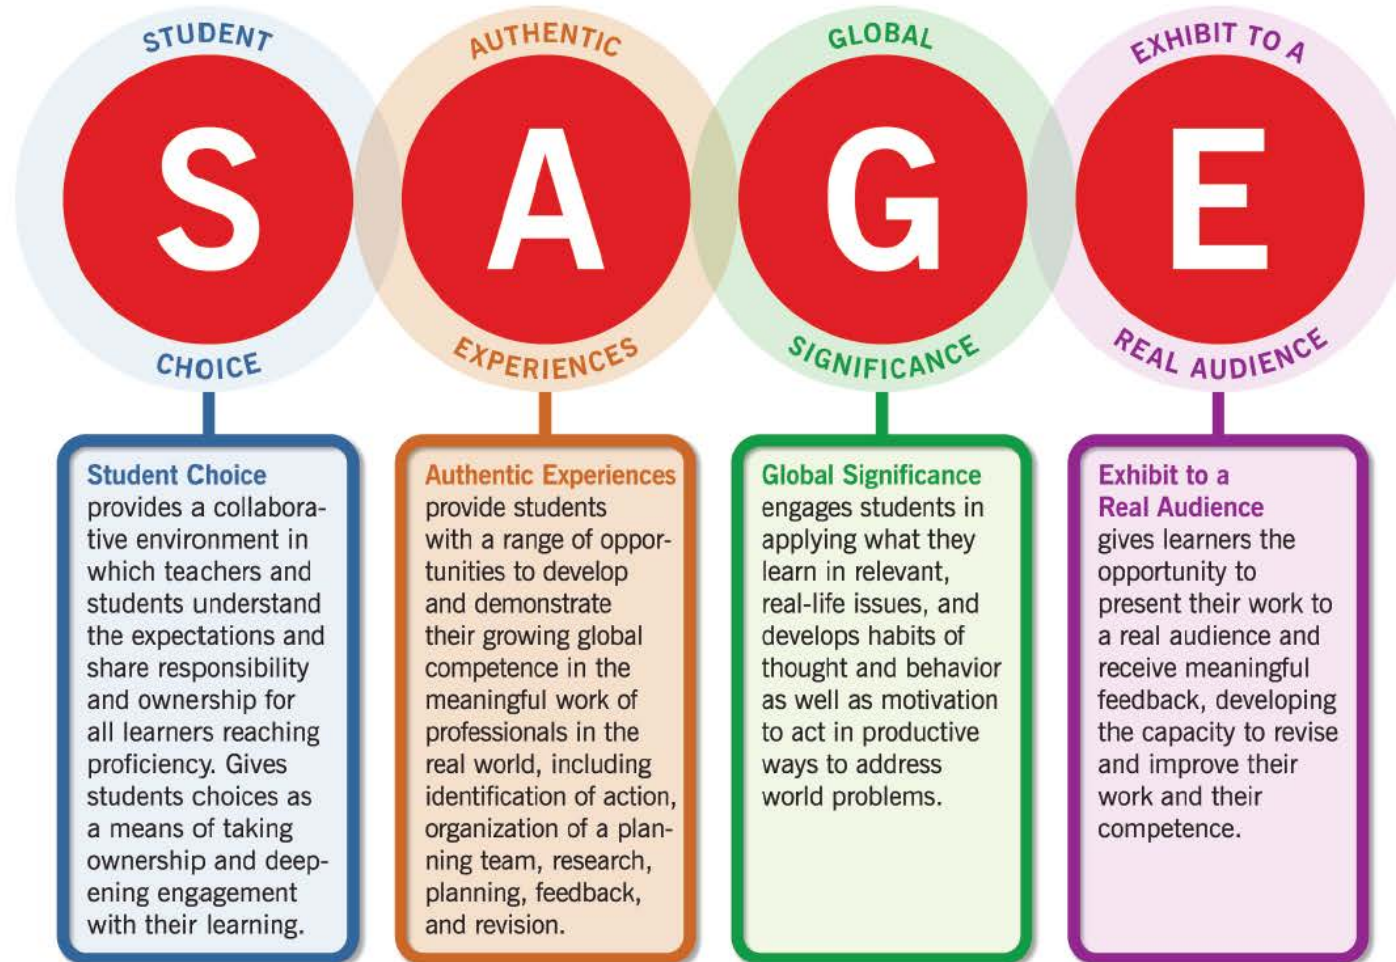 STUDENT
S
CHOICE
AUTHENTIC
A
EXPERIENCES
GLOBAL
G
SIGNIFICANCE
EXHIBIT TO A
E
REAL AUDIENCE
Student Choice
provides a collabora-
tive environment in
which teachers and
students understand
the expectations and
share responsibility
and ownership for
all learners reaching
proficiency. Gives
students choices as
a means of taking
ownership and deep-
ening engagement
with their learning.
Authentic Experiences
provide students
with a range of oppor-
tunities to develop
and demonstrate
their growing global
competence in the
meaningful work of
professionals in the
real world, including
identification of action,
organization of a plan-
ning team, research,
planning, feedback,
and revision.
Global Significance
engages students in
applying what they
learn in relevant,
real-life issues, and
develops habits of
thought and behavior
as well as motivation
to act in productive
ways to address
world problems.
Exhibit to a
Real Audience
gives learners the
opportunity to
present their work to
a real audience and
receive meaningful
feedback, developing
the capacity to revise
and improve their
work and their
competence.